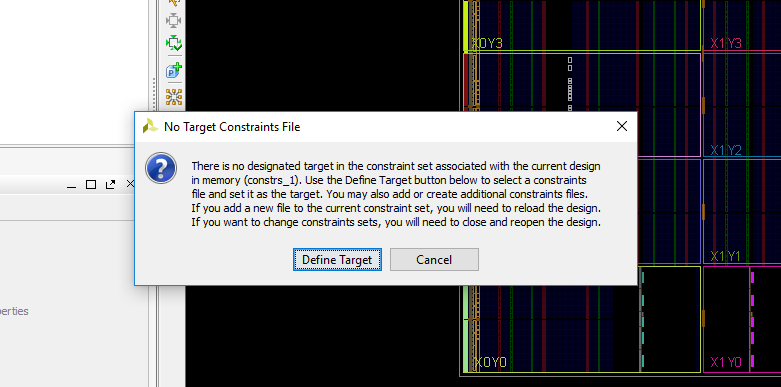 X0Y3
X1Y3
No Target Constraints File
There is no designated target in the constraint set associated with the current design
in memory (constrs_1). Use the Define Target button below to select a constraints
file and set it as the target. You may also add or create additional constraints files.
If you add a new file to the current constraint set, you will need to reload the design.
If you want to change constraints sets, you will need to close and reopen the design.
Define Target
Cancel
X1Y2
X1Y1
perties
X0Y0
X1Y0